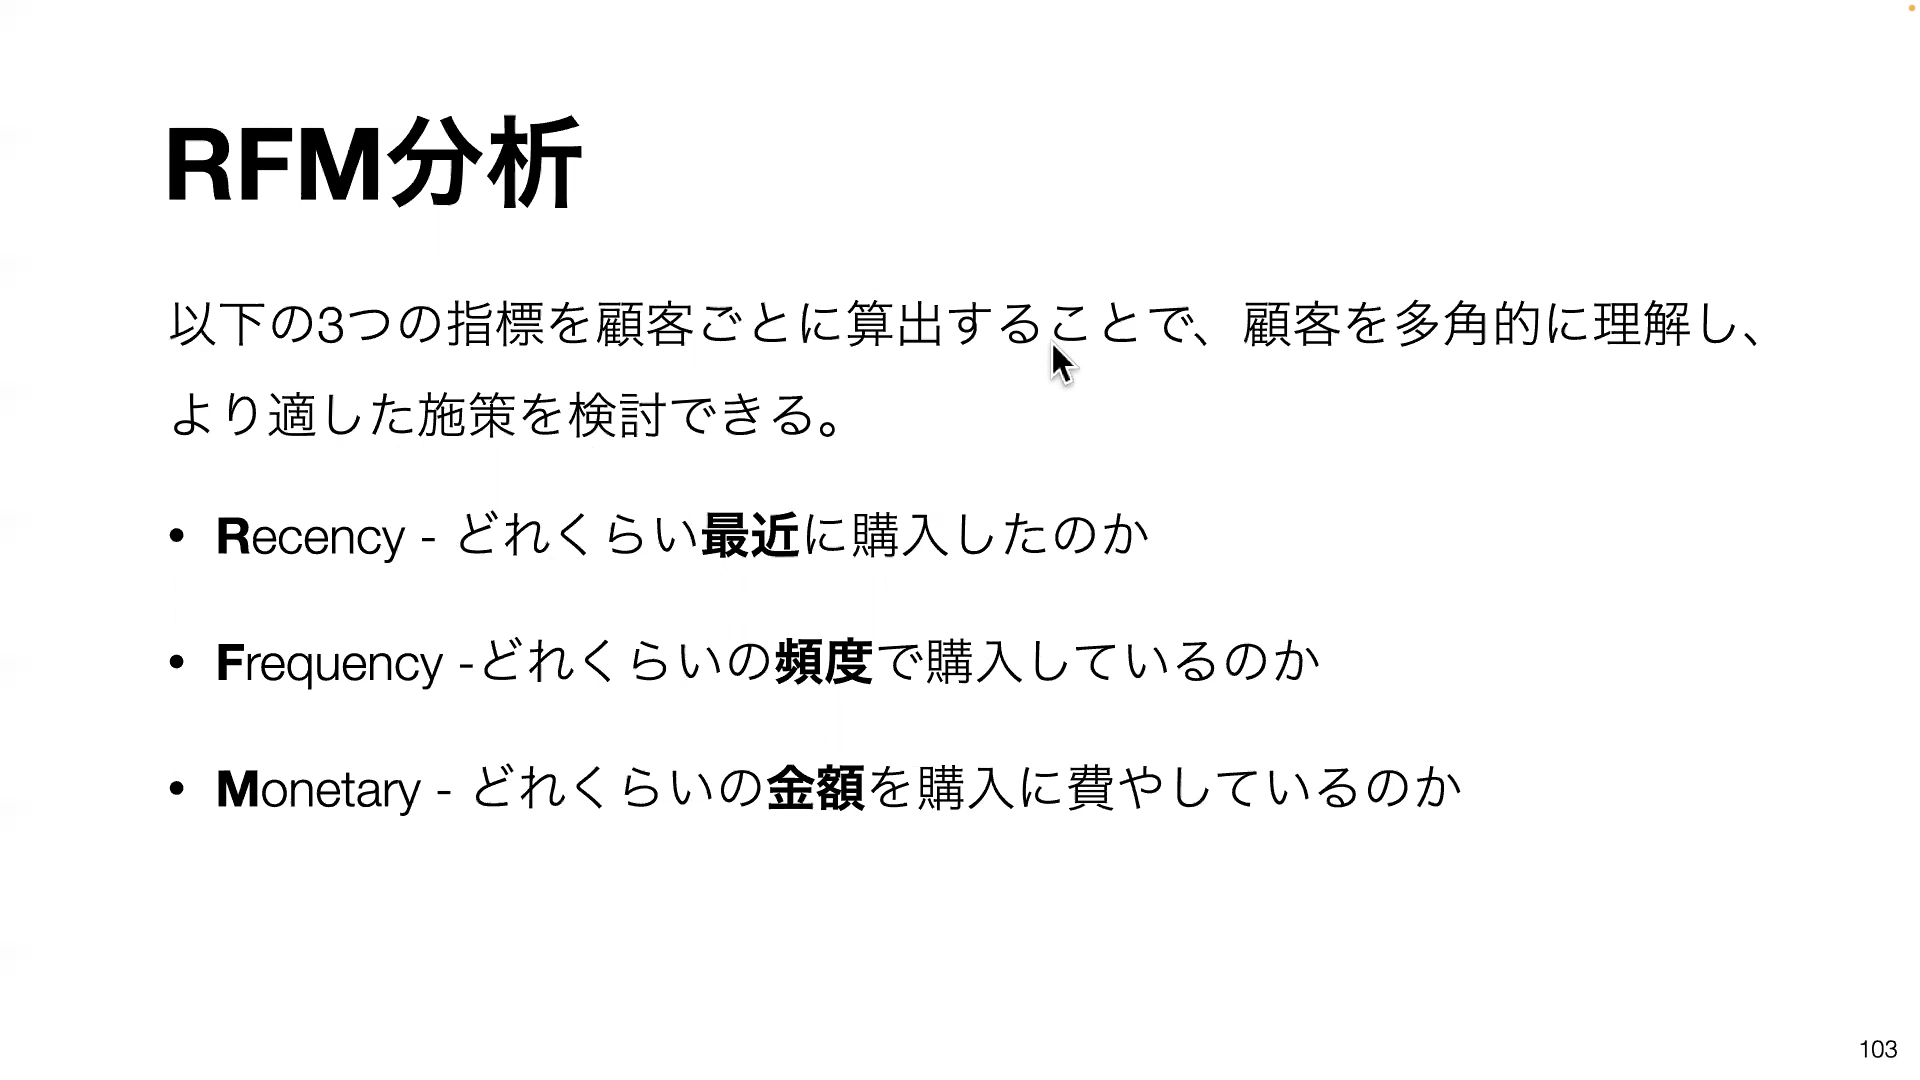 RFM分析
以下の3つの指標を顧客ごとに算出することで、顧客を多角的に理解し、
より適した施策を検討できる。
• Recency - どれくらい最近に購入したのか
• Frequency -どれくらいの頻度で購入しているのか
• Monetary - どれくらいの金額を購入に費やしているのか
103